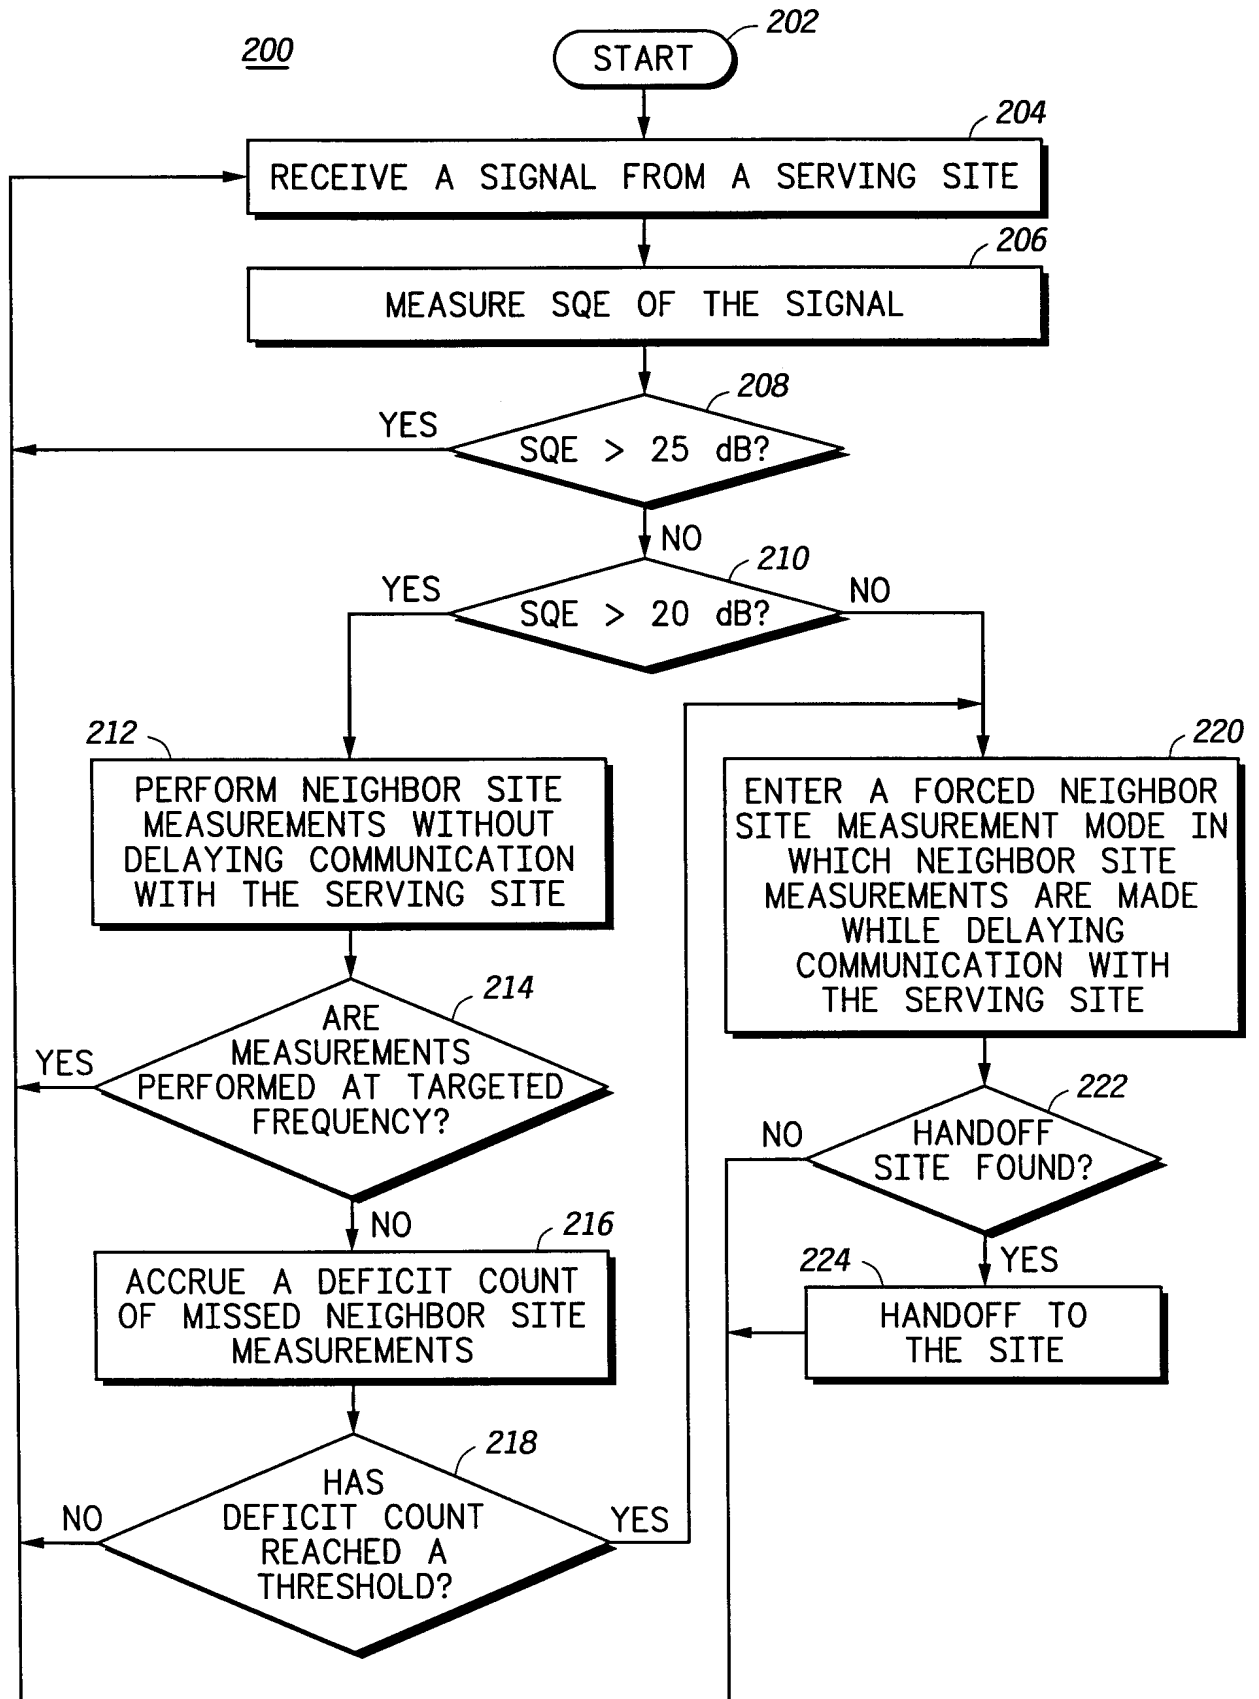 200
202
START
204
RECEIVE A SIGNAL FROM A SERVING SITE
206
MEASURE SQE OF THE SIGNAL
208
YES
SQE > 25 dB?
NO
210
YES
NO
SQE > 20 dB?
212
PERFORM NEIGHBOR SITE
MEASUREMENTS WITHOUT
DELAYING COMMUNICATION
WITH THE SERVING SITE
220
ENTER A FORCED NEIGHBOR
SITE MEASUREMENT MODE IN
WHICH NEIGHBOR SITE
MEASUREMENTS ARE MADE
WHILE DELAYING
COMMUNICATION WITH
THE SERVING SITE
214
YES
ARE
MEASUREMENTS
PERFORMED AT TARGETED
FREQUENCY?
NO
222
NO
HANDOFF
SITE FOUND?
YES
216
ACCRUE A DEFICIT COUNT
OF MISSED NEIGHBOR SITE
MEASUREMENTS
224
HANDOFF TO
THE SITE
218
NO
HAS
DEFICIT COUNT
REACHED A
THRESHOLD?
YES